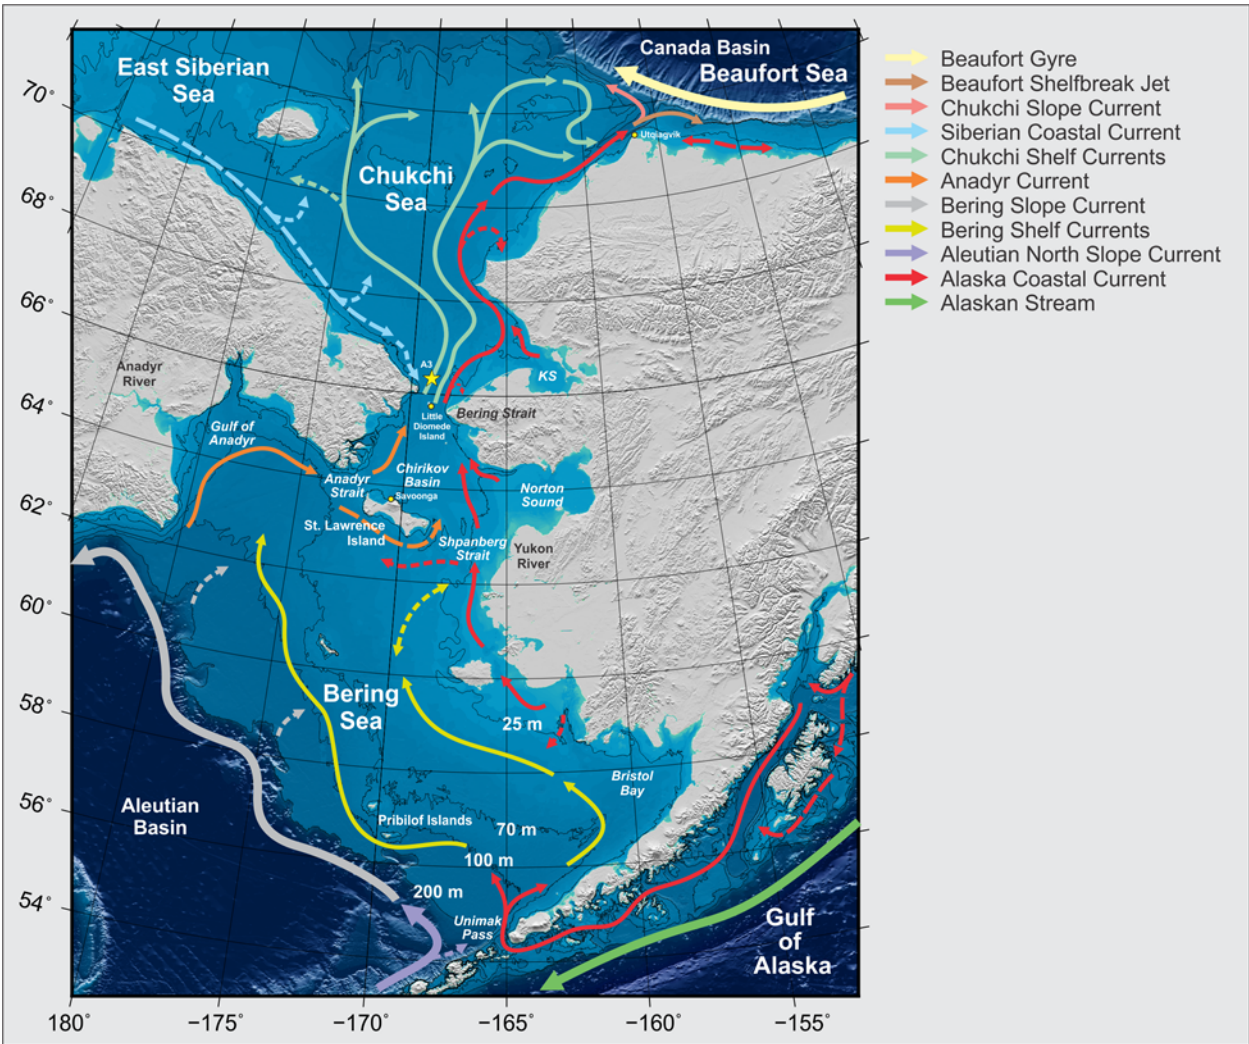 Canada Basin
Beaufort Sea
East Siberian
Sea
Utqiagvik
Chukchi
Sea
A3
KS
Anadyr
River
Little
Diomede
Island
Bering Strait
Gulf of
Anadyr
Anadyr
Strait
Chirikov
Basin
Savoonga
Norton
Sound
St. Lawrence
Island
Shpanberg
Strait
Yukon
River
Bering
Sea
25 m
Bristol
Bay
Aleutian
Basin
Pribilof Islands
70 m
100 m
200 m
Unimak
Pass
Gulf
of
Alaska
70°
68°
66°
64°
62°
60°
58°
56°
54°
180°
−175°
−170°
−165°
−160°
−155°
Beaufort Gyre
Beaufort Shelfbreak Jet
Chukchi Slope Current
Siberian Coastal Current
Chukchi Shelf Currents
Anadyr Current
Bering Slope Current
Bering Shelf Currents
Aleutian North Slope Current
Alaska Coastal Current
Alaskan Stream